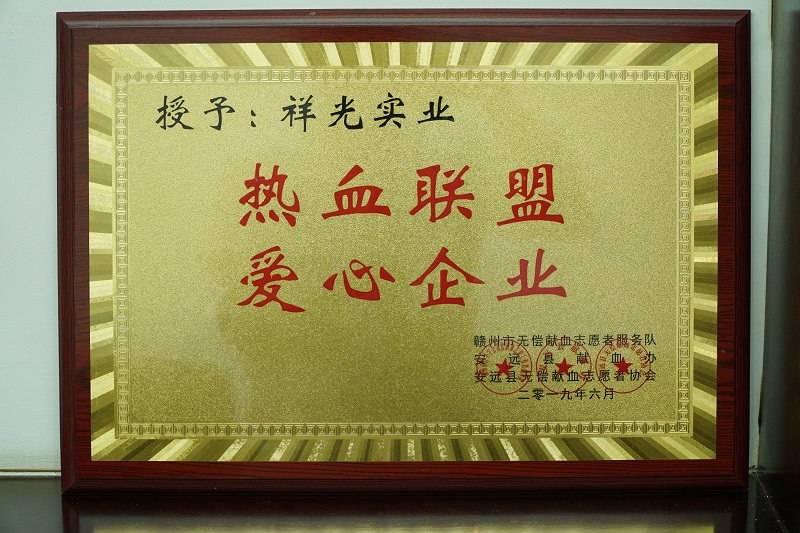 授予：祥光实业
热血联盟
爱心企业
赣州市无偿献血志愿者服务队
安远县献血办
安远县无偿献血志愿者协会
二零一九年六月